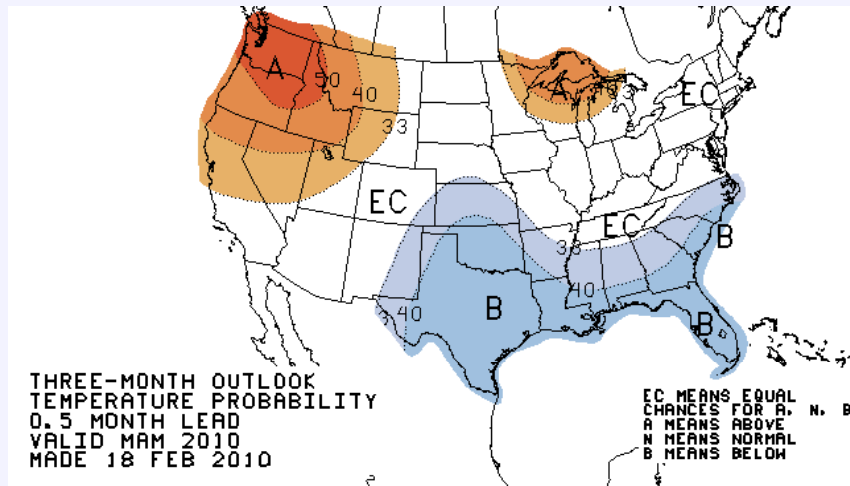 A
50
40
33
A
EC
EC
EC
33
B
40
40
B
B
THREE-MONTH OUTLOOK
TEMPERATURE PROBABILITY
0.5 MONTH LEAD
VALID MAM 2010
MADE 18 FEB 2010
EC MEANS EQUAL
CHANCES FOR A, N, B
A MEANS ABOVE
N MEANS NORMAL
B MEANS BELOW